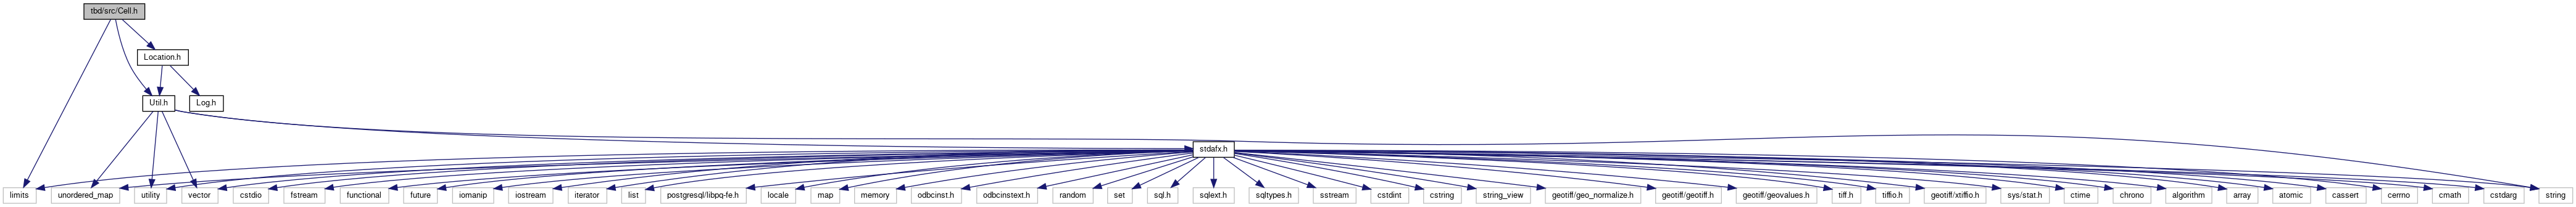 tbd/src/Cell.h
Location.h
Util.h
Log.h
stdafx.h
limits
unordered_map
utility
vector
cstdio
fstream
functional
future
iomanip
iostream
iterator
list
postgresql/libpq-fe.h
locale
map
memory
odbcinst.h
odbcinstext.h
random
set
sql.h
sqlext.h
sqltypes.h
sstream
cstdint
cstring
string_view
geotiff/geo_normalize.h
geotiff/geotiff.h
geotiff/geovalues.h
tiff.h
tiffio.h
geotiff/xtiffio.h
sys/stat.h
ctime
chrono
algorithm
array
atomic
cassert
cerrno
cmath
cstdarg
string